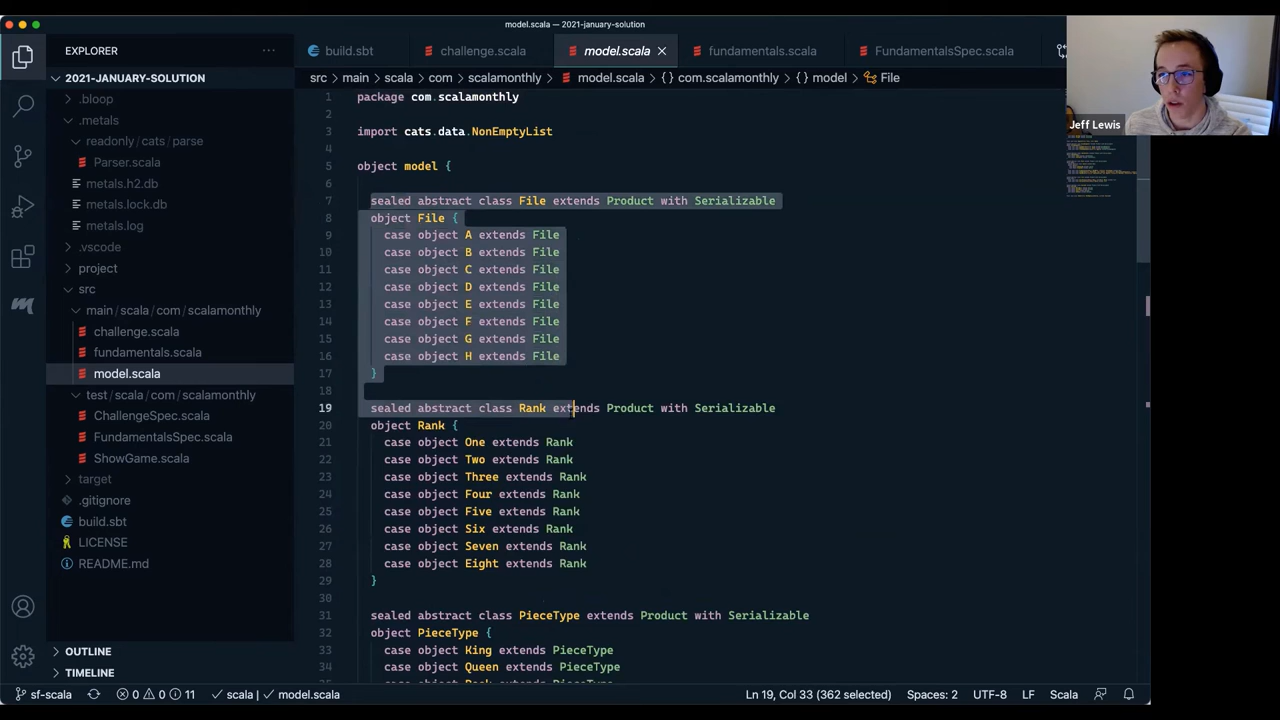 model.scala — 2021-january-solution
EXPLORER
build.sbt
challenge.scala
model.scala
fundamentals.scala
FundamentalsSpec.scala
Jeff Lewis
2021-JANUARY-SOLUTION
.bloop
.metals
readonly / cats / parse
Parser.scala
metals.h2.db
metals.lock.db
metals.log
.vscode
project
src
main / scala / com / scalamonthly
challenge.scala
fundamentals.scala
model.scala
test / scala / com / scalamonthly
ChallengeSpec.scala
FundamentalsSpec.scala
ShowGame.scala
target
.gitignore
build.sbt
LICENSE
README.md
OUTLINE
TIMELINE
src > main > scala > com > scalamonthly > model.scala > {} com.scalamonthly > {} model > File
1 package com.scalamonthly
2
3 import cats.data.NonEmptyList
4
5 object model {
6
7 sealed abstract class File extends Product with Serializable
8 object File {
9 case object A extends File
10 case object B extends File
11 case object C extends File
12 case object D extends File
13 case object E extends File
14 case object F extends File
15 case object G extends File
16 case object H extends File
17 }
18
19 sealed abstract class Rank extends Product with Serializable
20 object Rank {
21 case object One extends Rank
22 case object Two extends Rank
23 case object Three extends Rank
24 case object Four extends Rank
25 case object Five extends Rank
26 case object Six extends Rank
27 case object Seven extends Rank
28 case object Eight extends Rank
29 }
30
31 sealed abstract class PieceType extends Product with Serializable
32 object PieceType {
33 case object King extends PieceType
34 case object Queen extends PieceType
sf-scala 0 0 11 scala | model.scala Ln 19, Col 33 (362 selected) Spaces: 2 UTF-8 LF Scala